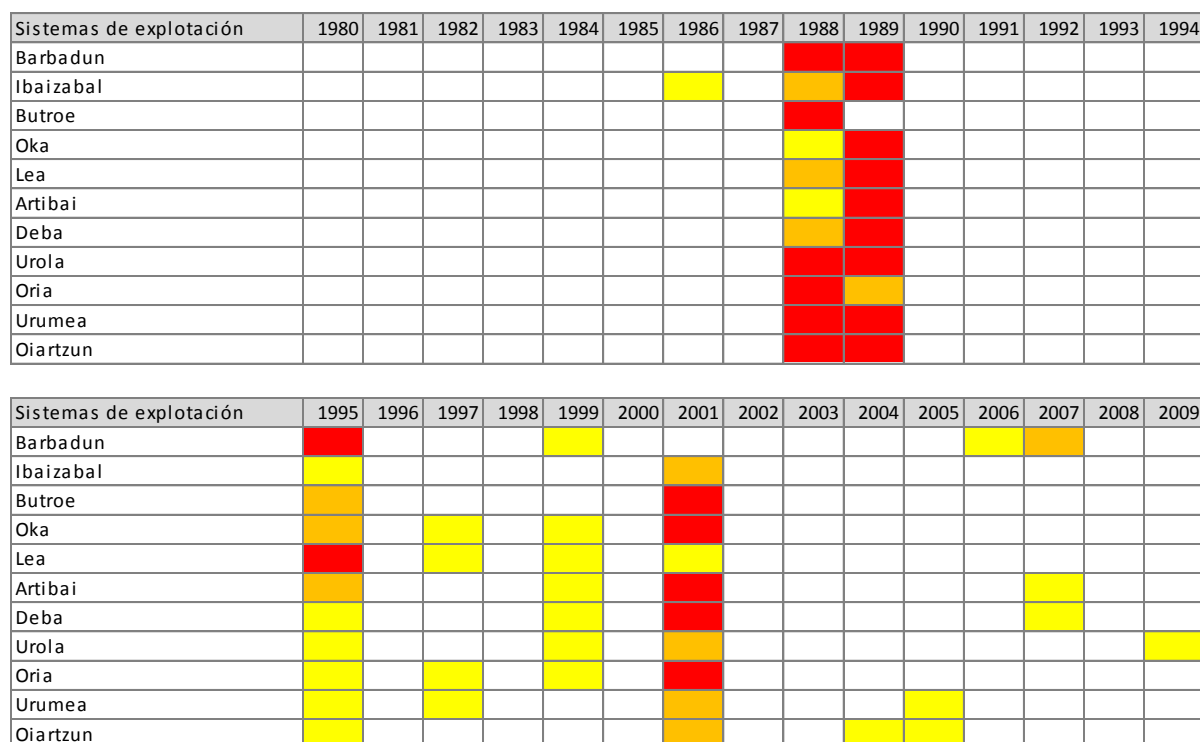 Sistemas de explotación 1980 1981 1982 1983 1984 1985 1986 1987 1988 1989 1990 1991 1992 1993 1994
Barbadun
Ibaizabal
Butroe
Oka
Lea
Artibai
Deba
Urola
Oria
Urumea
Oiartzun
Sistemas de explotación 1995 1996 1997 1998 1999 2000 2001 2002 2003 2004 2005 2006 2007 2008 2009
Barbadun
Ibaizabal
Butroe
Oka
Lea
Artibai
Deba
Urola
Oria
Urumea
Oiartzun